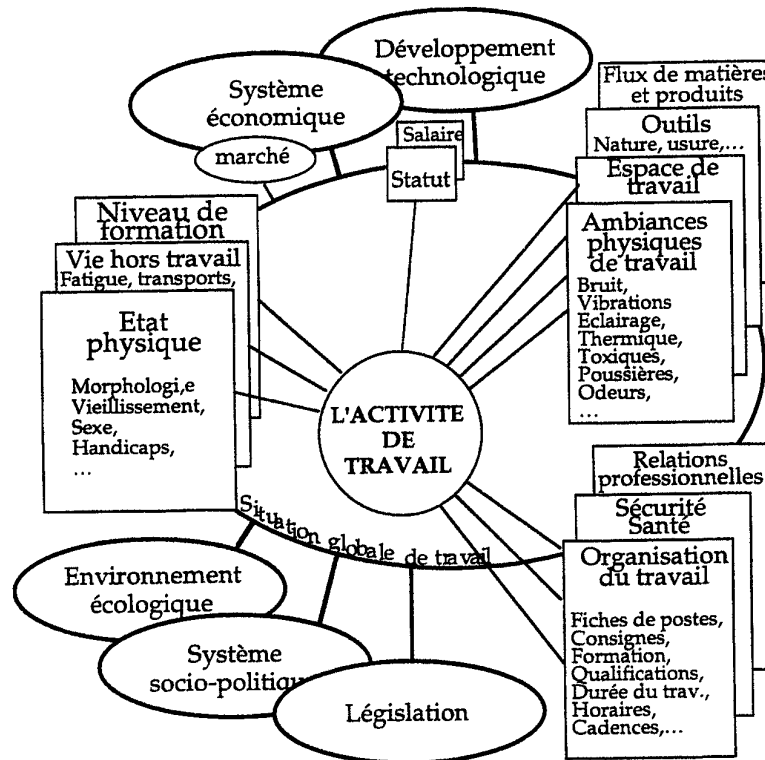 Développement
technologique
Système
économique
marché
Salaire
Statut
Flux de matières
et produits
Outils
Nature, usure,...
Espace de
travail
Ambiances
physiques
de travail
Bruit,
Vibrations
Eclairage,
Thermique,
Toxiques,
Poussières,
Odeurs,
...
Niveau de
formation
Vie hors travail
Fatigue, transports,
Etat
physique
Morphologi,e
Vieillissement,
Sexe,
Handicaps,
...
L'ACTIVITE
DE
TRAVAIL
Situation globale de travail
Relations
professionnelles
Sécurité
Santé
Organisation
du travail
Fiches de postes,
Consignes,
Formation,
Qualifications,
Durée du trav.,
Horaires,
Cadences,...
Environnement
écologique
Système
socio-politiqu
Législation